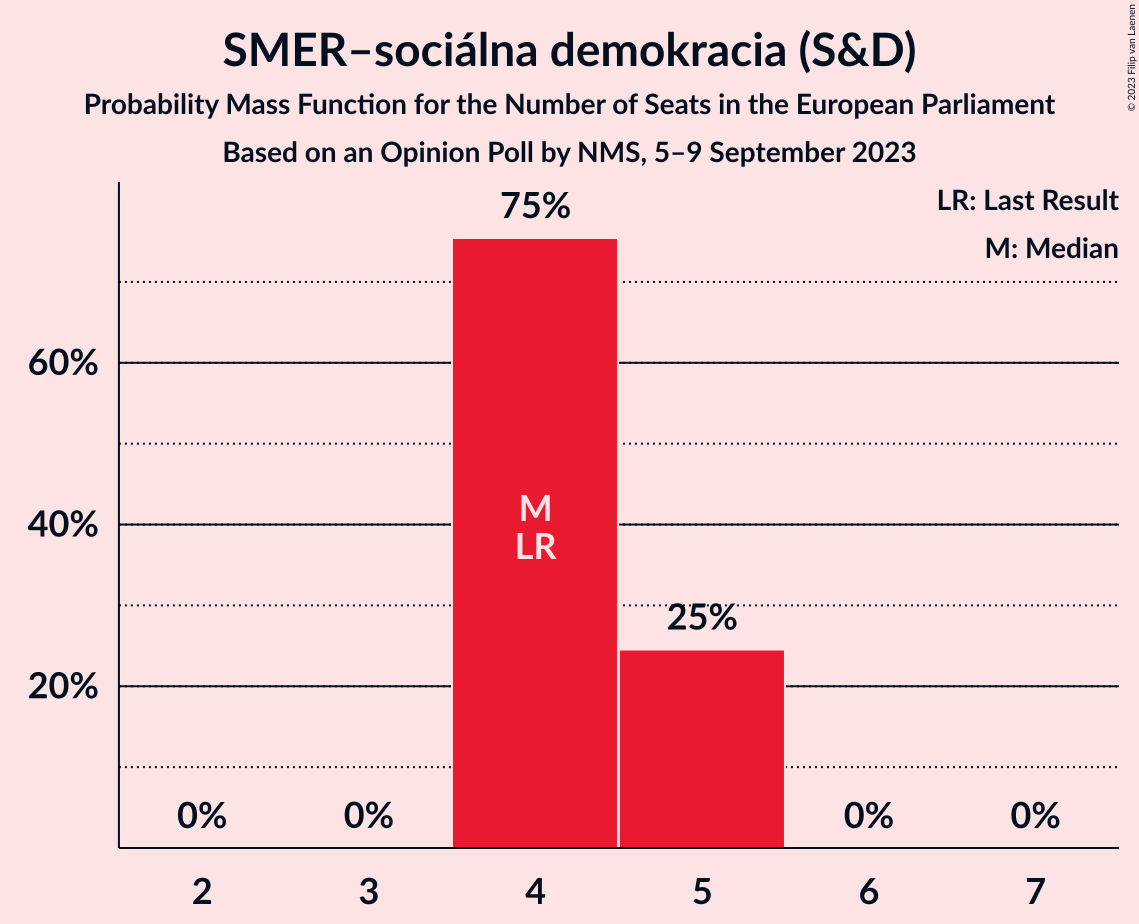 SMER–sociálna demokracia (S&D)
Probability Mass Function for the Number of Seats in the European Parliament
Based on an Opinion Poll by NMS, 5–9 September 2023
© 2023 Filip van Laenen
LR: Last Result
M: Median
75%
60%
40%
20%
M
LR
25%
0%
0%
0%
0%
2
3
4
5
6
7